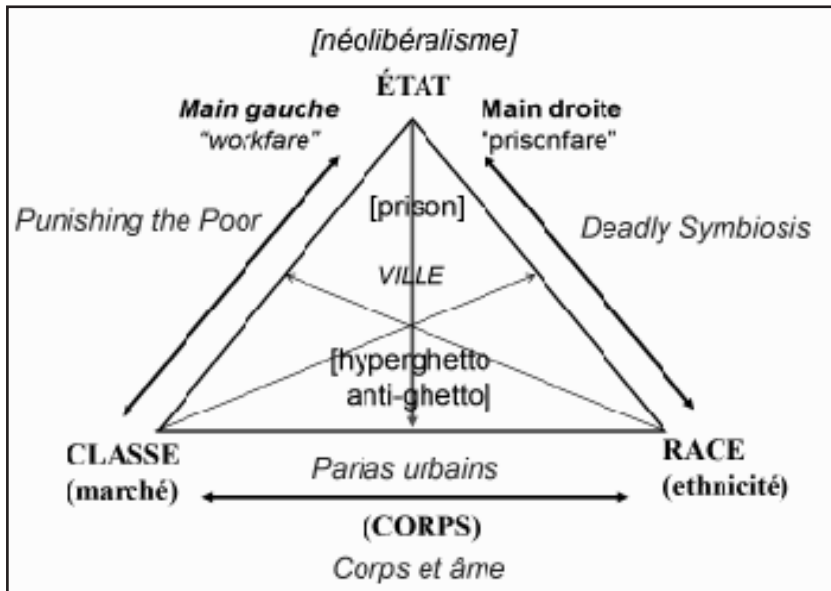 [néolibéralisme]
ÉTAT
Main gauche
"workfare"
Main droite
"prisonfare"
Punishing the Poor
[prison]
Deadly Symbiosis
VILLE
[hyperghetto
anti-ghetto]
CLASSE
(marché)
Parias urbains
RACE
(ethnicité)
(CORPS)
Corps et âme